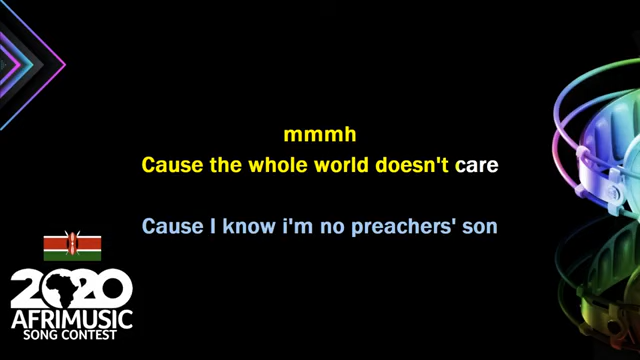 mmmh
Cause the whole world doesn't care
Cause I know i'm no preachers' son
2020
AFRIMUSIC
SONG CONTEST